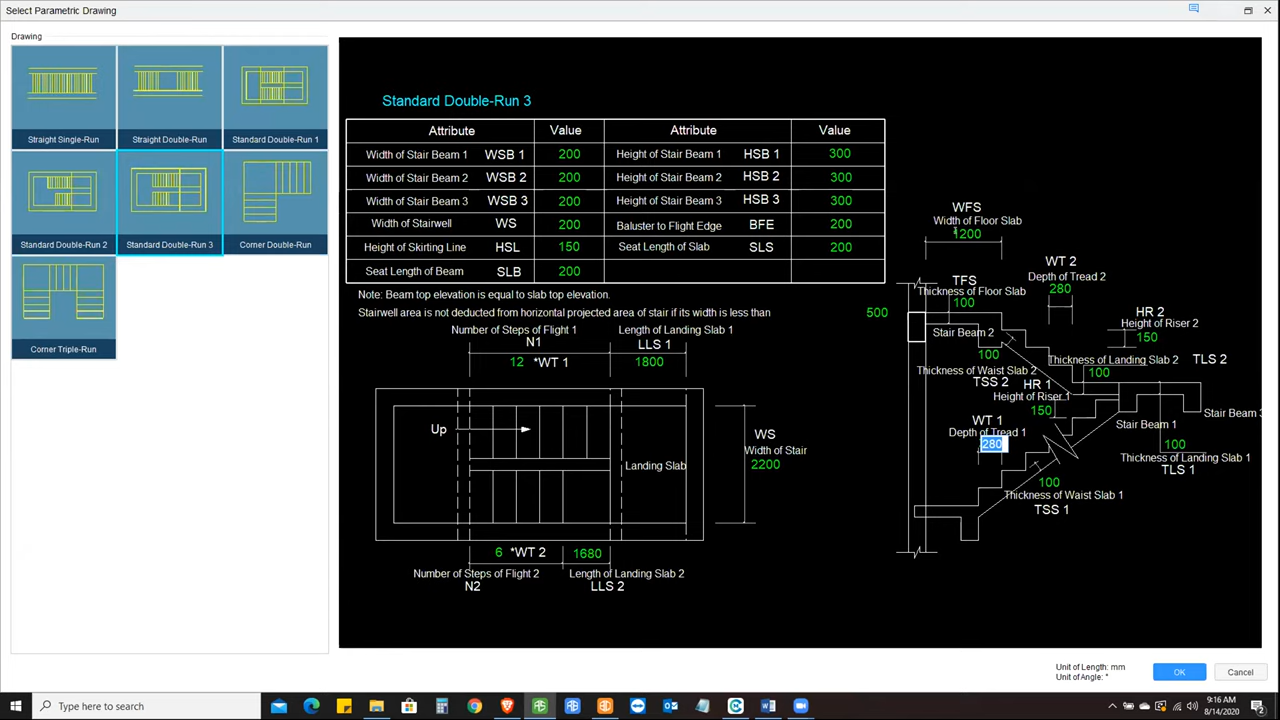 Select Parametric Drawing
Drawing
Straight Single-Run
Straight Double-Run
Standard Double-Run 1
Standard Double-Run 2
Standard Double-Run 3
Corner Double-Run
Corner Triple-Run
Standard Double-Run 3
Attribute Value Attribute Value
Width of Stair Beam 1 WSB 1 200 Height of Stair Beam 1 HSB 1 300
Width of Stair Beam 2 WSB 2 200 Height of Stair Beam 2 HSB 2 300
Width of Stair Beam 3 WSB 3 200 Height of Stair Beam 3 HSB 3 300
Width of Stairwell WS 200 Baluster to Flight Edge BFE 200
Height of Skirting Line HSL 150 Seat Length of Slab SLS 200
Seat Length of Beam SLB 200
Note: Beam top elevation is equal to slab top elevation.
Stairwell area is not deducted from horizontal projected area of stair if its width is less than 500
Number of Steps of Flight 1 Length of Landing Slab 1
N1 LLS 1
12 *WT 1 1800
Up
Landing Slab
WS
Width of Stair
2200
6 *WT 2 1680
Number of Steps of Flight 2 Length of Landing Slab 2
N2 LLS 2
WFS
Width of Floor Slab
1200
WT 2
Depth of Tread 2
280
TFS
Thickness of Floor Slab
100
HR 2
Height of Riser 2
150
Stair Beam 2
100
Thickness of Landing Slab 2 TLS 2
100
Thickness of Waist Slab 2
TSS 2
HR 1
Height of Riser 1
150
Stair Beam 3
WT 1
Depth of Tread 1
280
Stair Beam 1
100
Thickness of Landing Slab 1
TLS 1
100
Thickness of Waist Slab 1
TSS 1
Unit of Length: mm
Unit of Angle: °
OK
Cancel
Type here to search
9:16 AM
8/14/2020
2